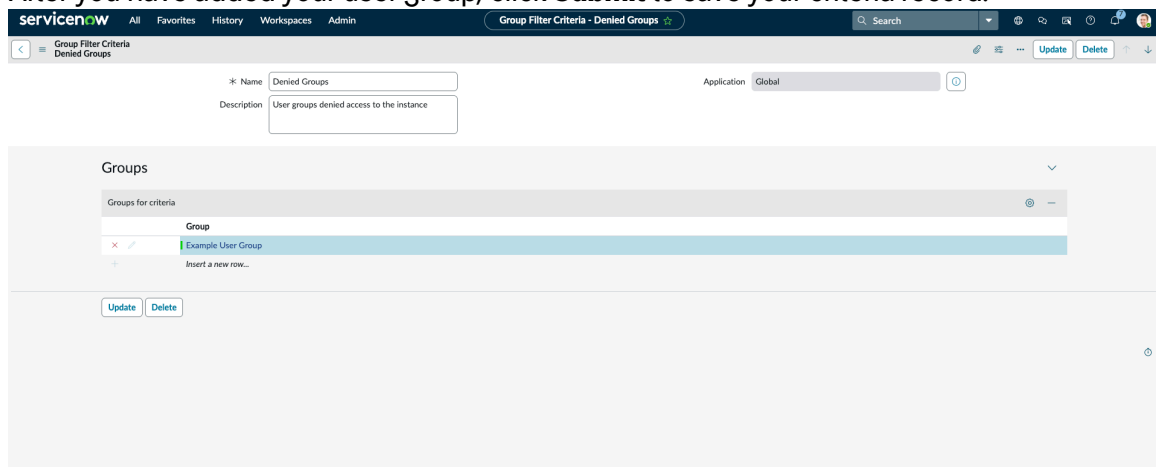 After you have added your user group, click Submit to save your criteria record.
servicenow All Favorites History Workspaces Admin Group Filter Criteria - Denied Groups ☆ Search 7
Group Filter Criteria
Denied Groups
Update Delete
* Name Denied Groups Application Global
Description User groups denied access to the instance
Groups
Groups for criteria
Group
Example User Group
+ Insert a new row...
Update Delete